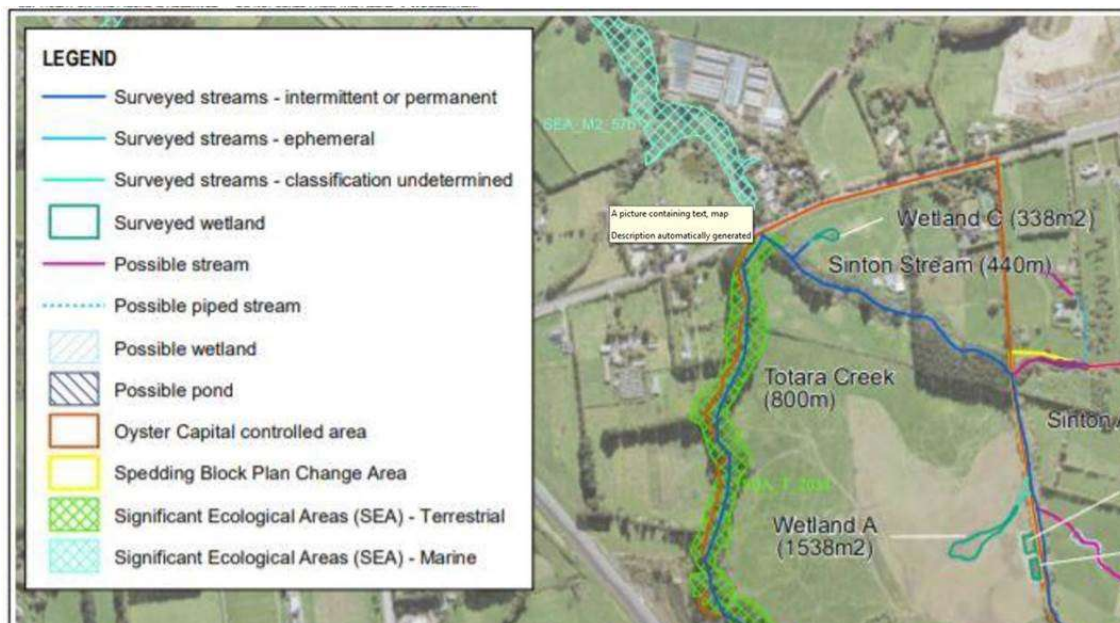 LEGEND
Surveyed streams - intermittent or permanent
Surveyed streams - ephemeral
Surveyed streams - classification undetermined
Surveyed wetland
Possible stream
Possible piped stream
Possible wetland
Possible pond
Oyster Capital controlled area
Spedding Block Plan Change Area
Significant Ecological Areas (SEA) - Terrestrial
Significant Ecological Areas (SEA) - Marine
A picture containing text, map
Description automatically generated
Wetland C (338m2)
Sinton Stream (440m)
Totara Creek
(800m)
Sinton
Wetland A
(1538m2)